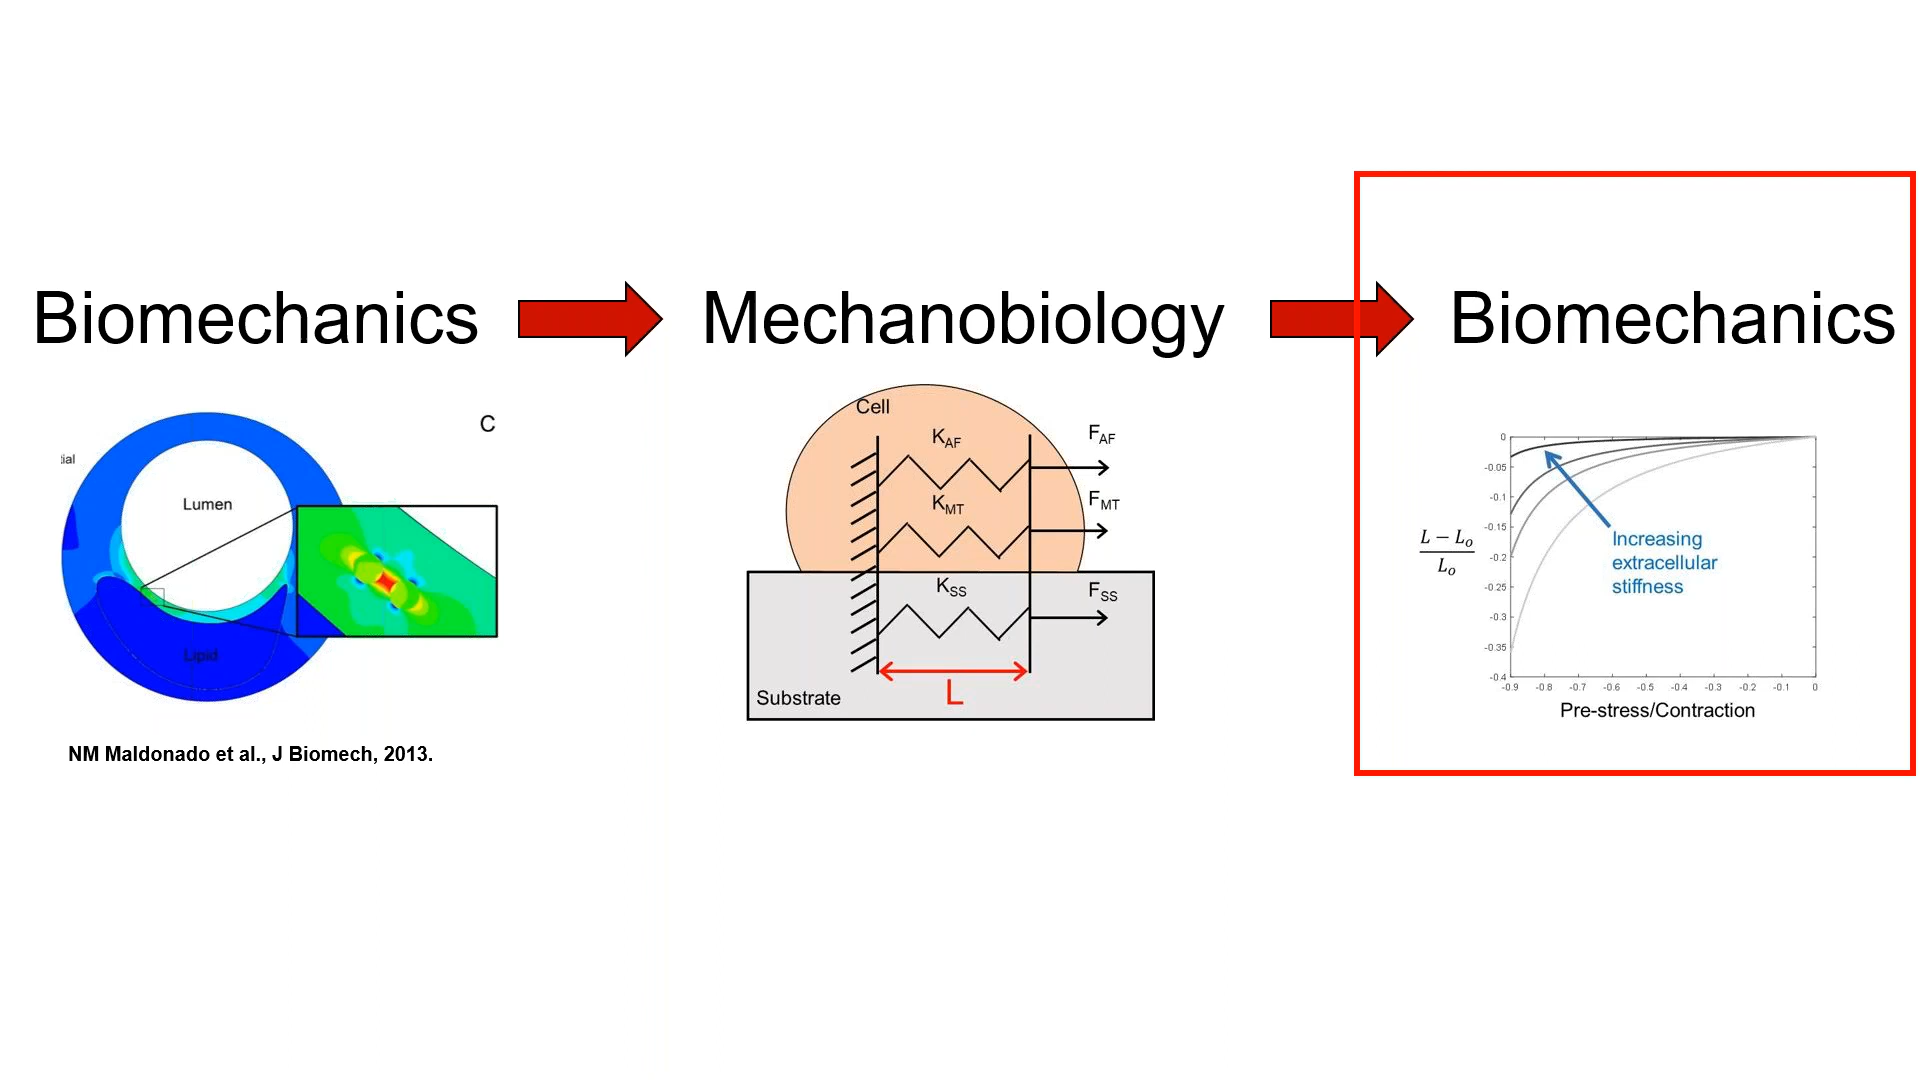 Biomechanics
Mechanobiology
Biomechanics
C
tial
Lumen
Lipid
NM Maldonado et al., J Biomech, 2013.
Cell
K_AF
F_AF
K_MT
F_MT
K_SS
F_SS
L
Substrate
0
-0.05
-0.1
-0.15
-0.2
-0.25
-0.3
-0.35
-0.4
L − L_o
L_o
Increasing
extracellular
stiffness
-0.9 -0.8 -0.7 -0.6 -0.5 -0.4 -0.3 -0.2 -0.1 0
Pre-stress/Contraction